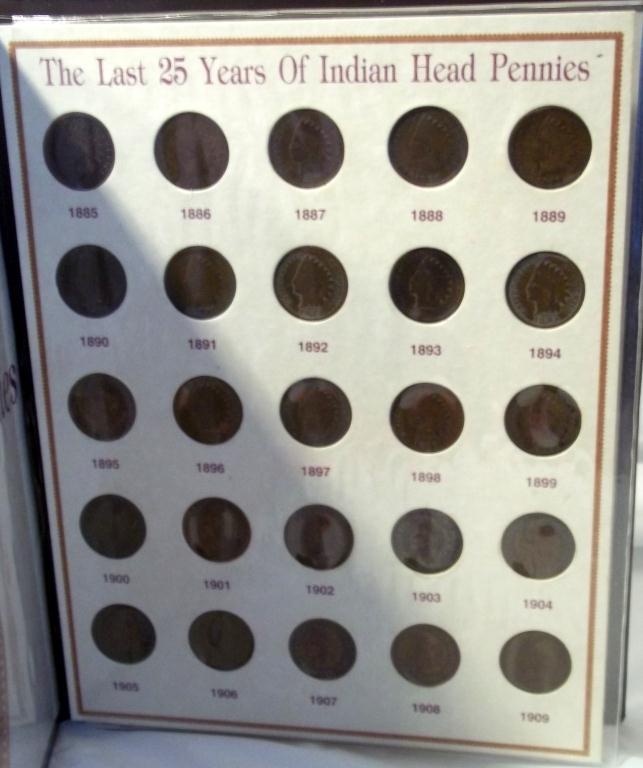 The Last 25 Years Of Indian Head Pennies
1885 1886 1887 1888 1889
1890 1891 1892 1893 1894
1895 1896 1897 1898 1899
1900 1901 1902 1903 1904
1905 1906 1907 1908 1909
es